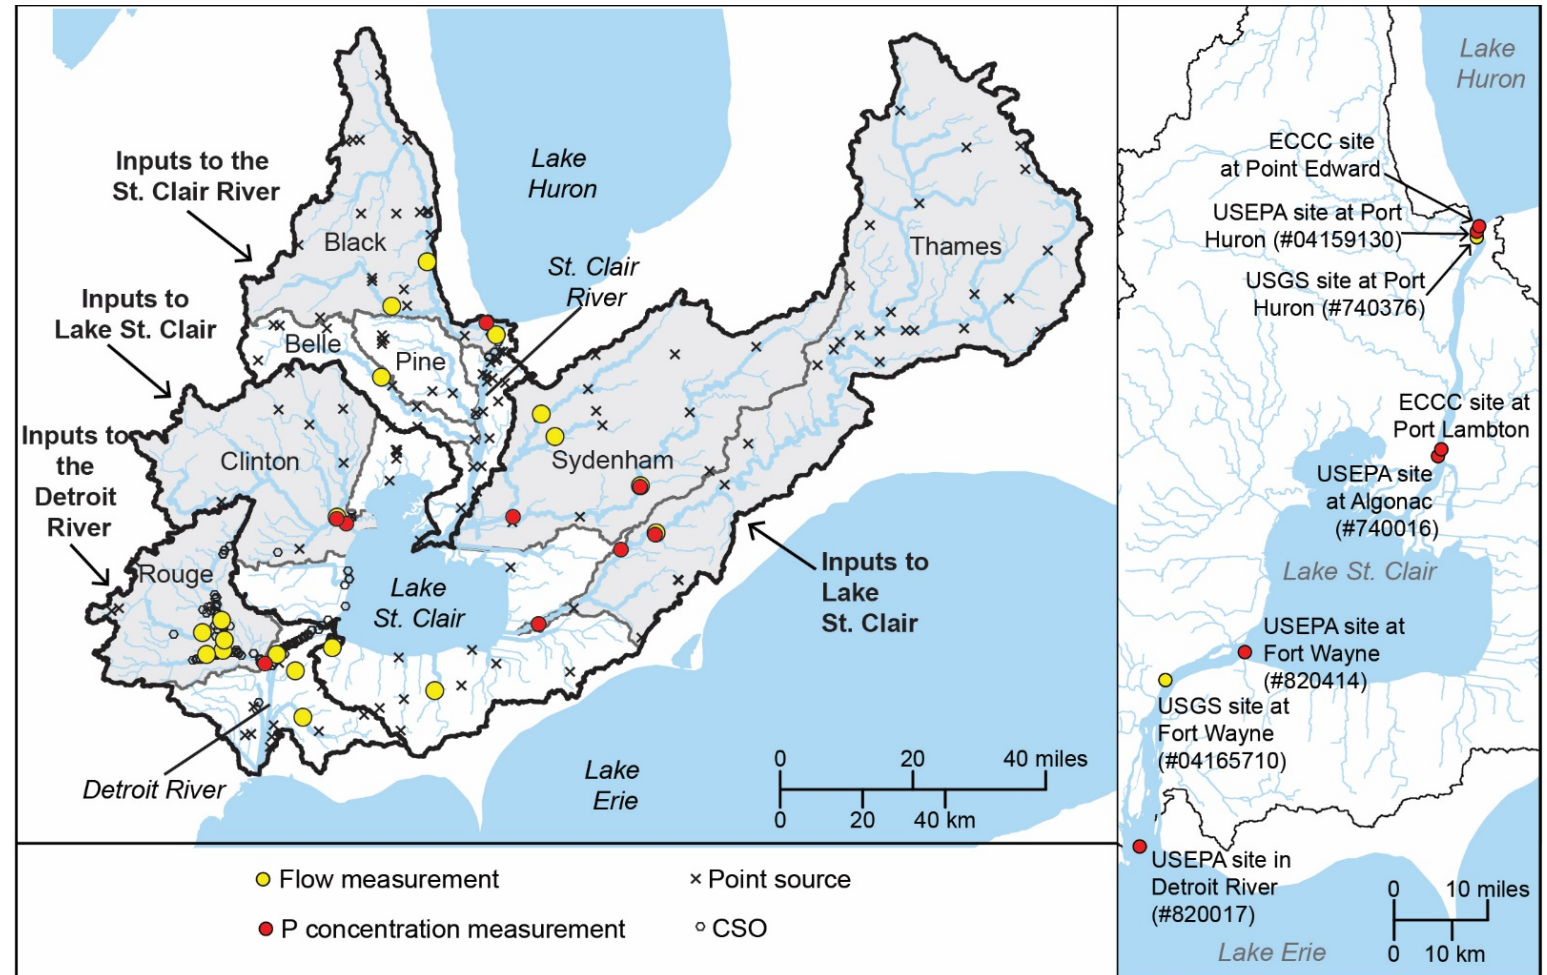 Inputs to the
St. Clair River
Inputs to
Lake St. Clair
Inputs to
the
Detroit
River
Black
Belle
Pine
Clinton
Rouge
Lake
Huron
St. Clair
River
Thames
Sydenham
Lake
St. Clair
Inputs to
Lake
St. Clair
Detroit River
Lake
Erie
0 20 40 miles
0 20 40 km
Flow measurement
P concentration measurement
Point source
CSO
Lake
Huron
ECCC site
at Point Edward
USEPA site at Port
Huron (#04159130)
USGS site at Port
Huron (#740376)
ECCC site at
Port Lambton
USEPA site
at Algonac
(#740016)
Lake St. Clair
USEPA site at
Fort Wayne
(#820414)
USGS site at
Fort Wayne
(#04165710)
USEPA site in
Detroit River
(#820017)
0 10 miles
0 10 km
Lake Erie